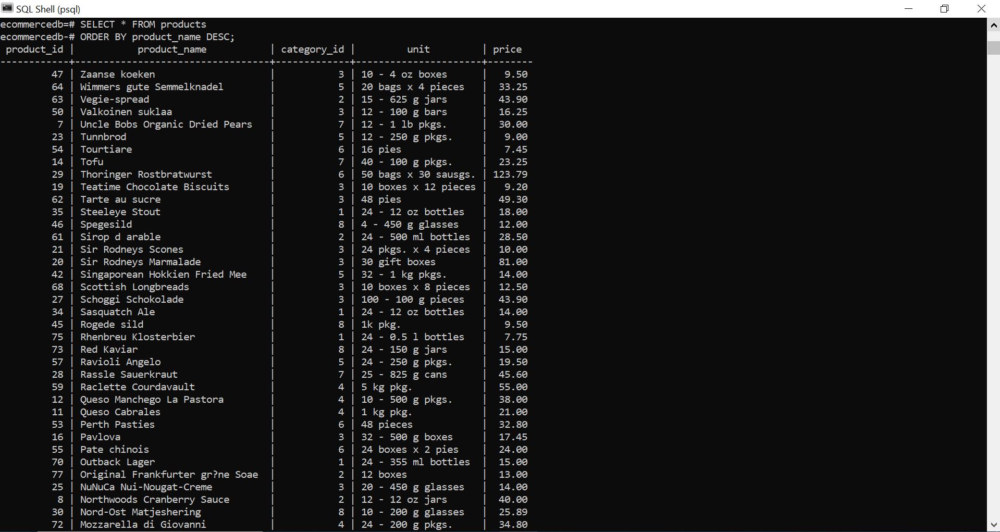 SQL Shell (psql)
ecommercedb=# SELECT * FROM products
ecommercedb-# ORDER BY product_name DESC;
 product_id |           product_name           | category_id |         unit         | price
------------+----------------------------------+-------------+----------------------+--------
         47 | Zaanse koeken                    |           3 | 10 - 4 oz boxes      |   9.50
         64 | Wimmers gute Semmelknadel        |           5 | 20 bags x 4 pieces   |  33.25
         63 | Vegie-spread                     |           2 | 15 - 625 g jars      |  43.90
         50 | Valkoinen suklaa                 |           3 | 12 - 100 g bars      |  16.25
          7 | Uncle Bobs Organic Dried Pears   |           7 | 12 - 1 lb pkgs.      |  30.00
         23 | Tunnbrod                         |           5 | 12 - 250 g pkgs.     |   9.00
         54 | Tourtiare                        |           6 | 16 pies              |   7.45
         14 | Tofu                             |           7 | 40 - 100 g pkgs.     |  23.25
         29 | Thoringer Rostbratwurst          |           6 | 50 bags x 30 sausgs. | 123.79
         19 | Teatime Chocolate Biscuits       |           3 | 10 boxes x 12 pieces |   9.20
         62 | Tarte au sucre                   |           3 | 48 pies              |  49.30
         35 | Steeleye Stout                   |           1 | 24 - 12 oz bottles   |  18.00
         46 | Spegesild                        |           8 | 4 - 450 g glasses    |  12.00
         61 | Sirop d arable                   |           2 | 24 - 500 ml bottles  |  28.50
         21 | Sir Rodneys Scones               |           3 | 24 pkgs. x 4 pieces  |  10.00
         20 | Sir Rodneys Marmalade            |           3 | 30 gift boxes        |  81.00
         42 | Singaporean Hokkien Fried Mee    |           5 | 32 - 1 kg pkgs.      |  14.00
         68 | Scottish Longbreads              |           3 | 10 boxes x 8 pieces  |  12.50
         27 | Schoggi Schokolade               |           3 | 100 - 100 g pieces   |  43.90
         34 | Sasquatch Ale                    |           1 | 24 - 12 oz bottles   |  14.00
         45 | Rogede sild                      |           8 | 1k pkg.              |   9.50
         75 | Rhenbreu Klosterbier             |           1 | 24 - 0.5 l bottles   |   7.75
         73 | Red Kaviar                       |           8 | 24 - 150 g jars      |  15.00
         57 | Ravioli Angelo                   |           5 | 24 - 250 g pkgs.     |  19.50
         28 | Rassle Sauerkraut                |           7 | 25 - 825 g cans      |  45.60
         59 | Raclette Courdavault             |           4 | 5 kg pkg.            |  55.00
         12 | Queso Manchego La Pastora        |           4 | 10 - 500 g pkgs.     |  38.00
         11 | Queso Cabrales                   |           4 | 1 kg pkg.            |  21.00
         53 | Perth Pasties                    |           6 | 48 pieces            |  32.80
         16 | Pavlova                          |           3 | 32 - 500 g boxes     |  17.45
         55 | Pate chinois                     |           6 | 24 boxes x 2 pies    |  24.00
         70 | Outback Lager                    |           1 | 24 - 355 ml bottles  |  15.00
         77 | Original Frankfurter gr?ne Soae  |           2 | 12 boxes             |  13.00
         25 | NuNuCa Nui-Nougat-Creme          |           3 | 20 - 450 g glasses   |  14.00
          8 | Northwoods Cranberry Sauce       |           2 | 12 - 12 oz jars      |  40.00
         30 | Nord-Ost Matjeshering            |           8 | 10 - 200 g glasses   |  25.89
         72 | Mozzarella di Giovanni           |           4 | 24 - 200 g pkgs.     |  34.80